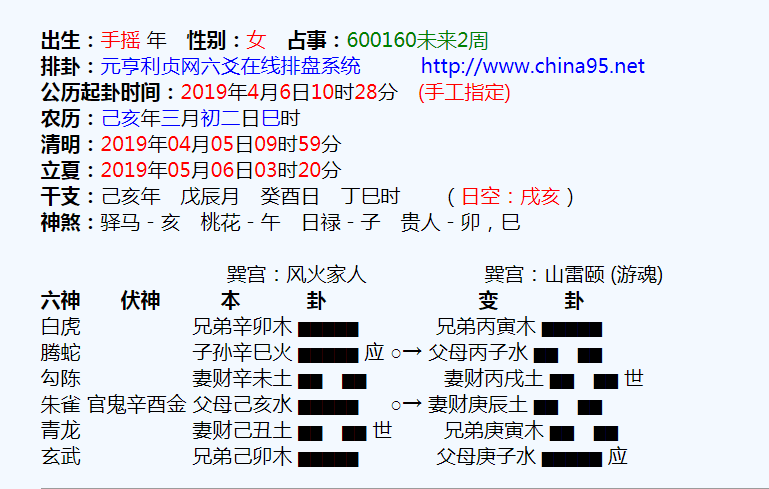 出生：手摇 年 性别：女 占事：600160未来2周
排卦：元亨利贞网六爻在线排盘系统 http://www.china95.net
公历起卦时间：2019年4月6日10时28分 (手工指定)
农历：己亥年三月初二日巳时
清明：2019年04月05日09时59分
立夏：2019年05月06日03时20分
干支：己亥年 戊辰月 癸酉日 丁巳时 （日空：戌亥）
神煞：驿马－亥 桃花－午 日禄－子 贵人－卯，巳
巽宫：风火家人 巽宫：山雷颐 (游魂)
六神 伏神 本 卦 变 卦
白虎 兄弟辛卯木 兄弟丙寅木
腾蛇 子孙辛巳火 应 ○→ 父母丙子水
勾陈 妻财辛未土 妻财丙戌土 世
朱雀 官鬼辛酉金 父母己亥水 ○→ 妻财庚辰土
青龙 妻财己丑土 世 兄弟庚寅木
玄武 兄弟己卯木 父母庚子水 应